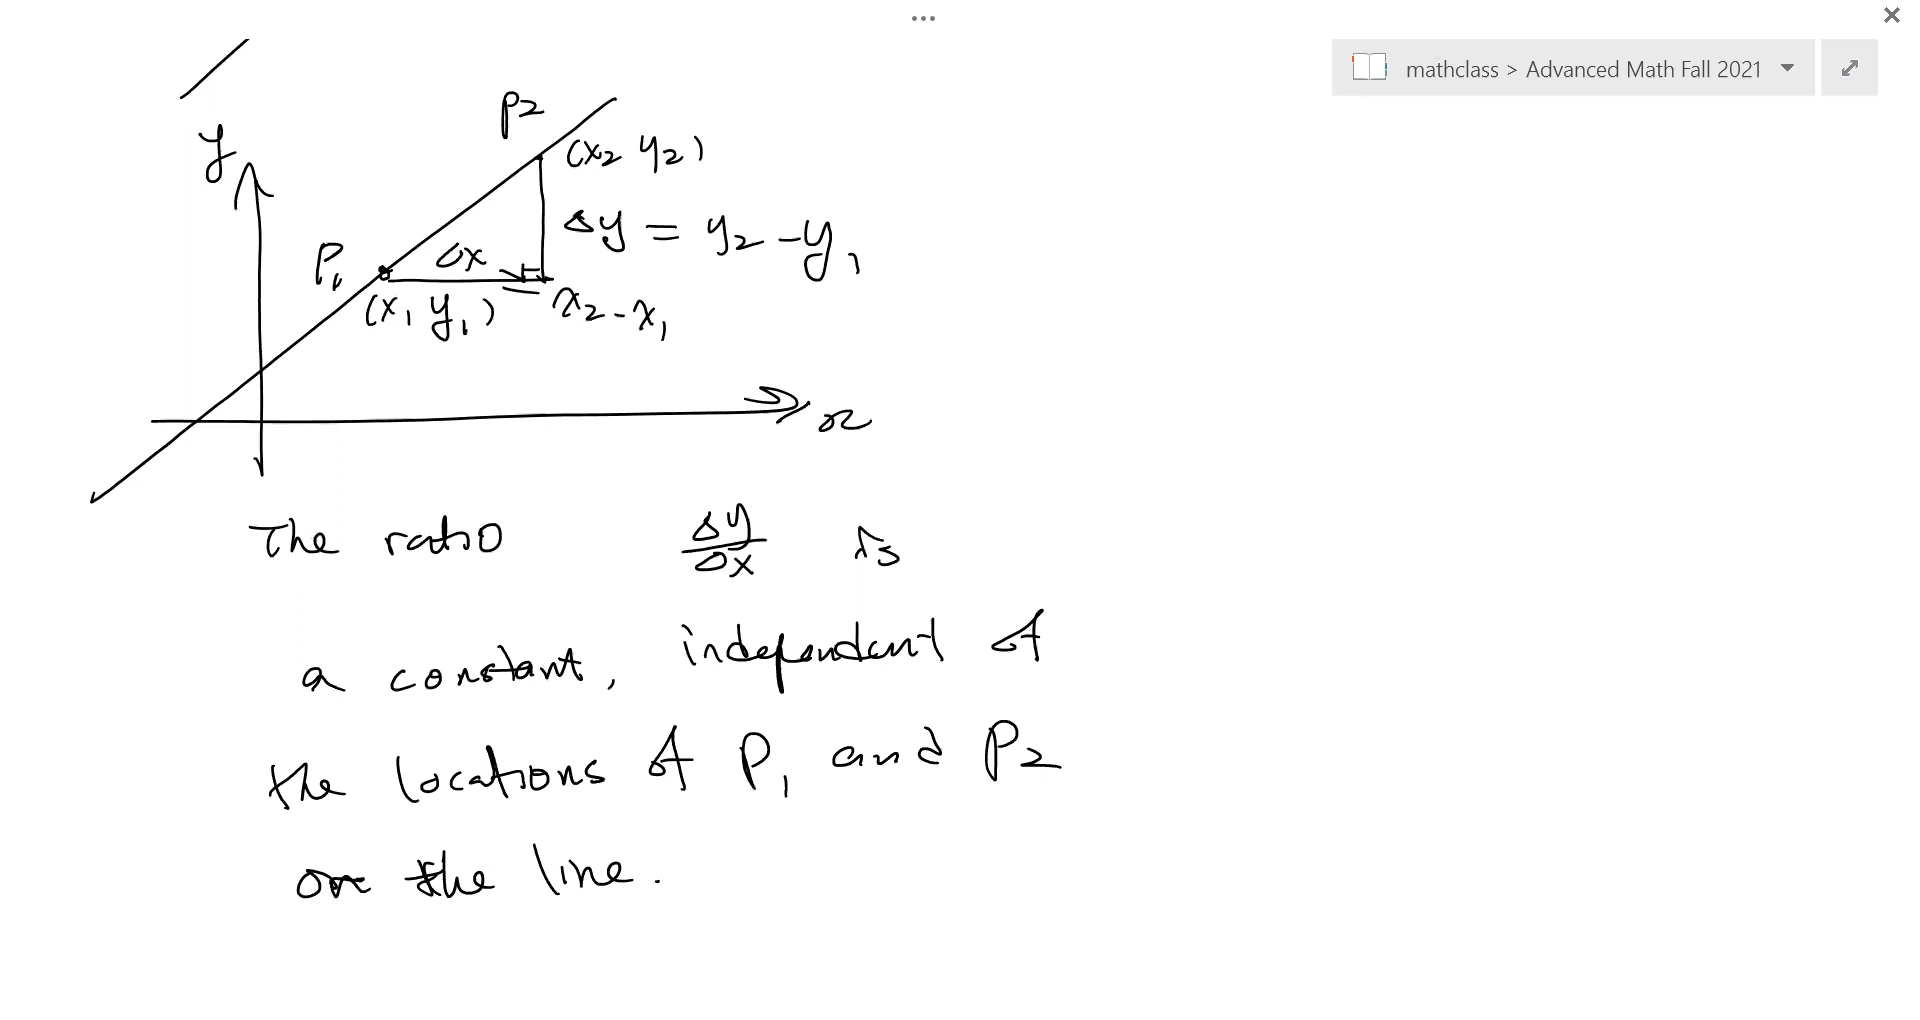 ...
mathclass > Advanced Math Fall 2021
y
P2
(x2 y2)
Δy = y2 - y1
P1
Δx
= x2 - x1
(x1 y1)
x
The ratio Δy/Δx is
a constant, independent of
the locations of P1 and P2
on the line.